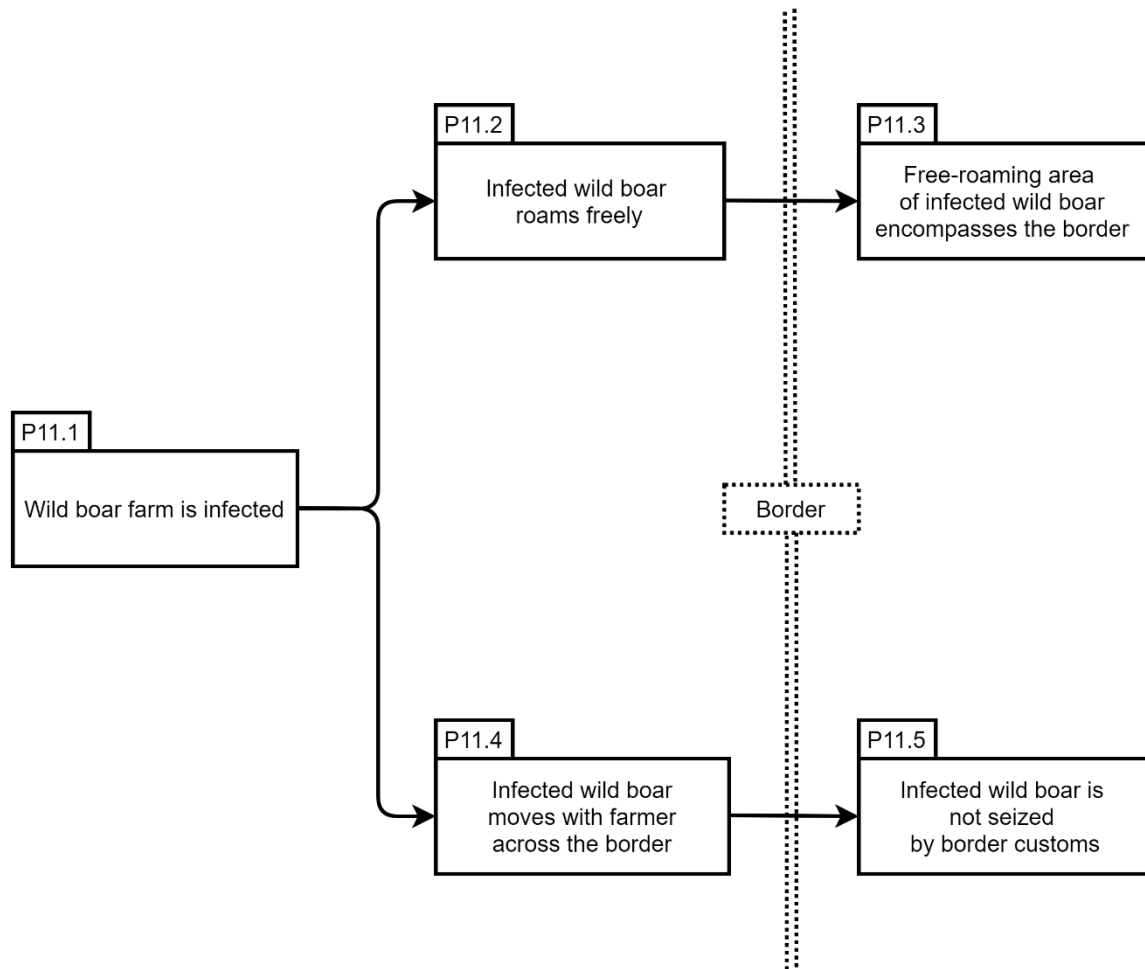 P11.2
Infected wild boar
roams freely
P11.3
Free-roaming area
of infected wild boar
encompasses the border
P11.1
Wild boar farm is infected
Border
P11.4
Infected wild boar
moves with farmer
across the border
P11.5
Infected wild boar is
not seized
by border customs